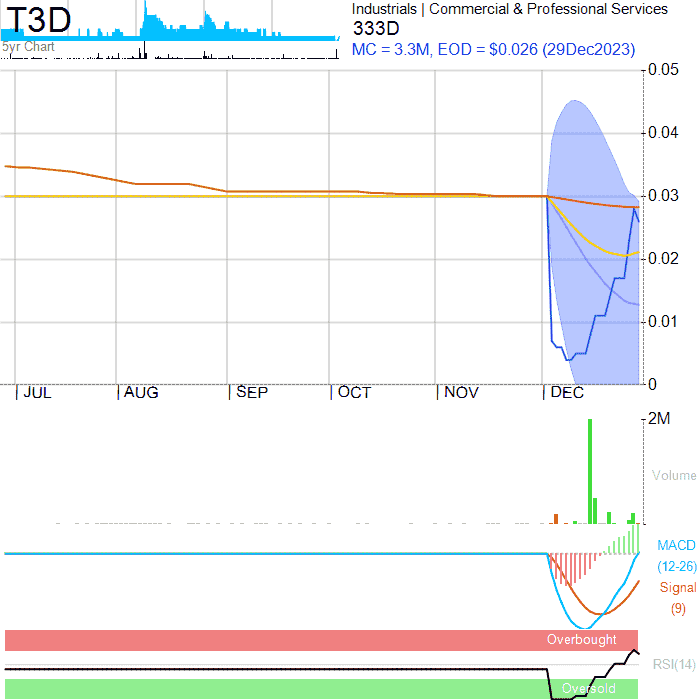 T3D
5yr Chart
Industrials | Commercial & Professional Services
333D
MC = 3.3M, EOD = $0.026 (29Dec2023)
0.05
0.04
0.03
0.02
0.01
0
JUL AUG SEP OCT NOV DEC
2M
Volume
MACD
(12-26)
Signal
(9)
Overbought
RSI(14)
Oversold